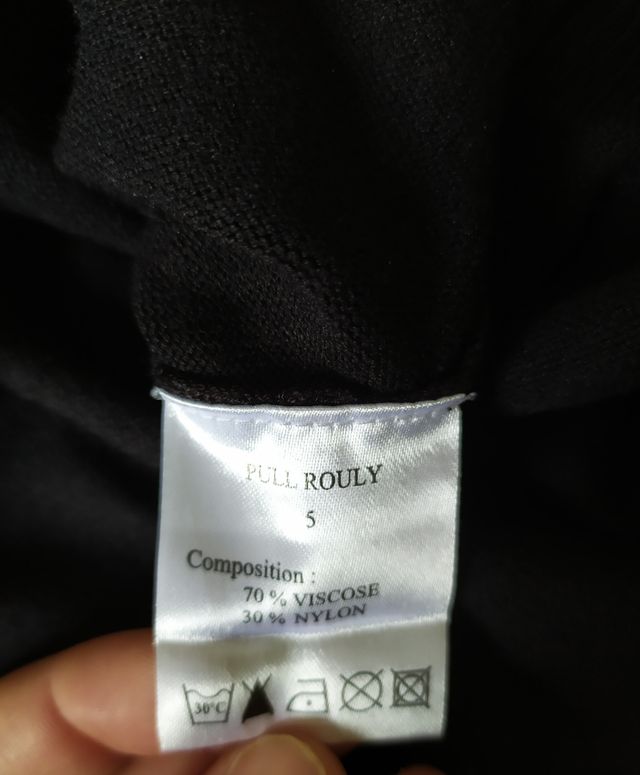 PULL ROULY
5
Composition :
70 % VISCOSE
30 % NYLON
30°C